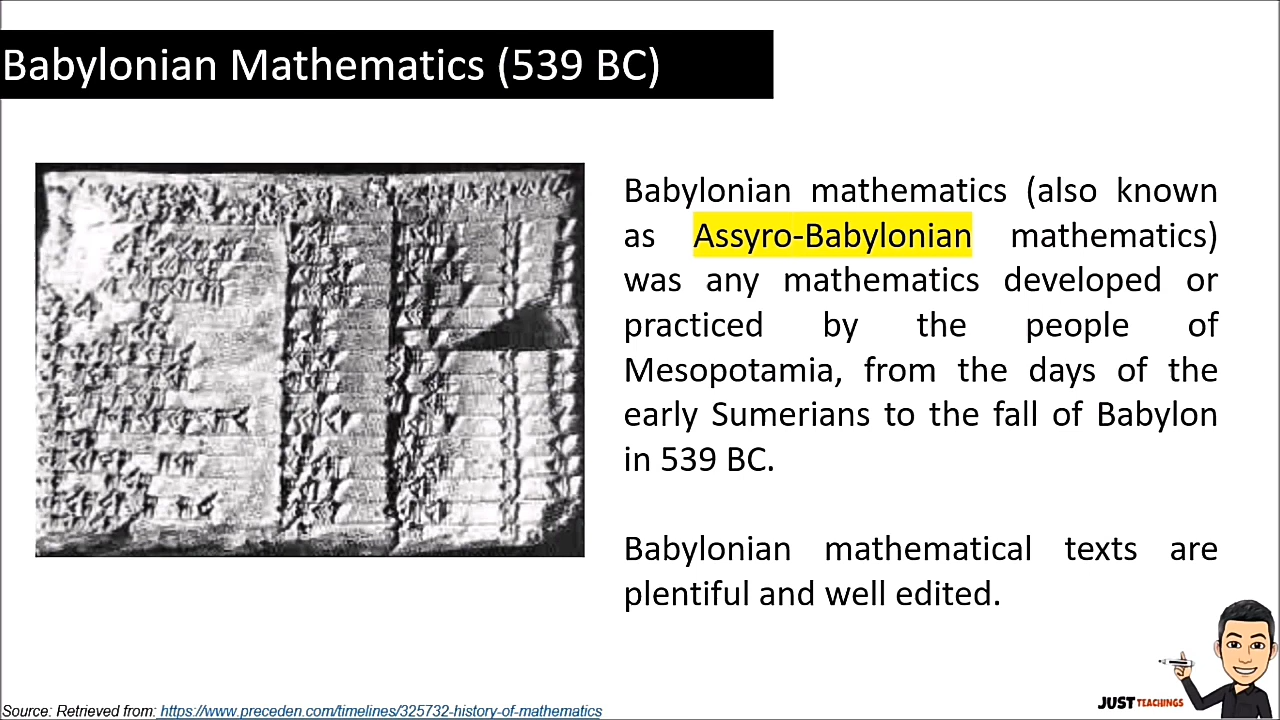 Babylonian Mathematics (539 BC)
Babylonian mathematics (also known
as Assyro-Babylonian mathematics)
was any mathematics developed or
practiced by the people of
Mesopotamia, from the days of the
early Sumerians to the fall of Babylon
in 539 BC.
Babylonian mathematical texts are
plentiful and well edited.
JUST TEACHINGS
Source: Retrieved from: https://www.preceden.com/timelines/325732-history-of-mathematics